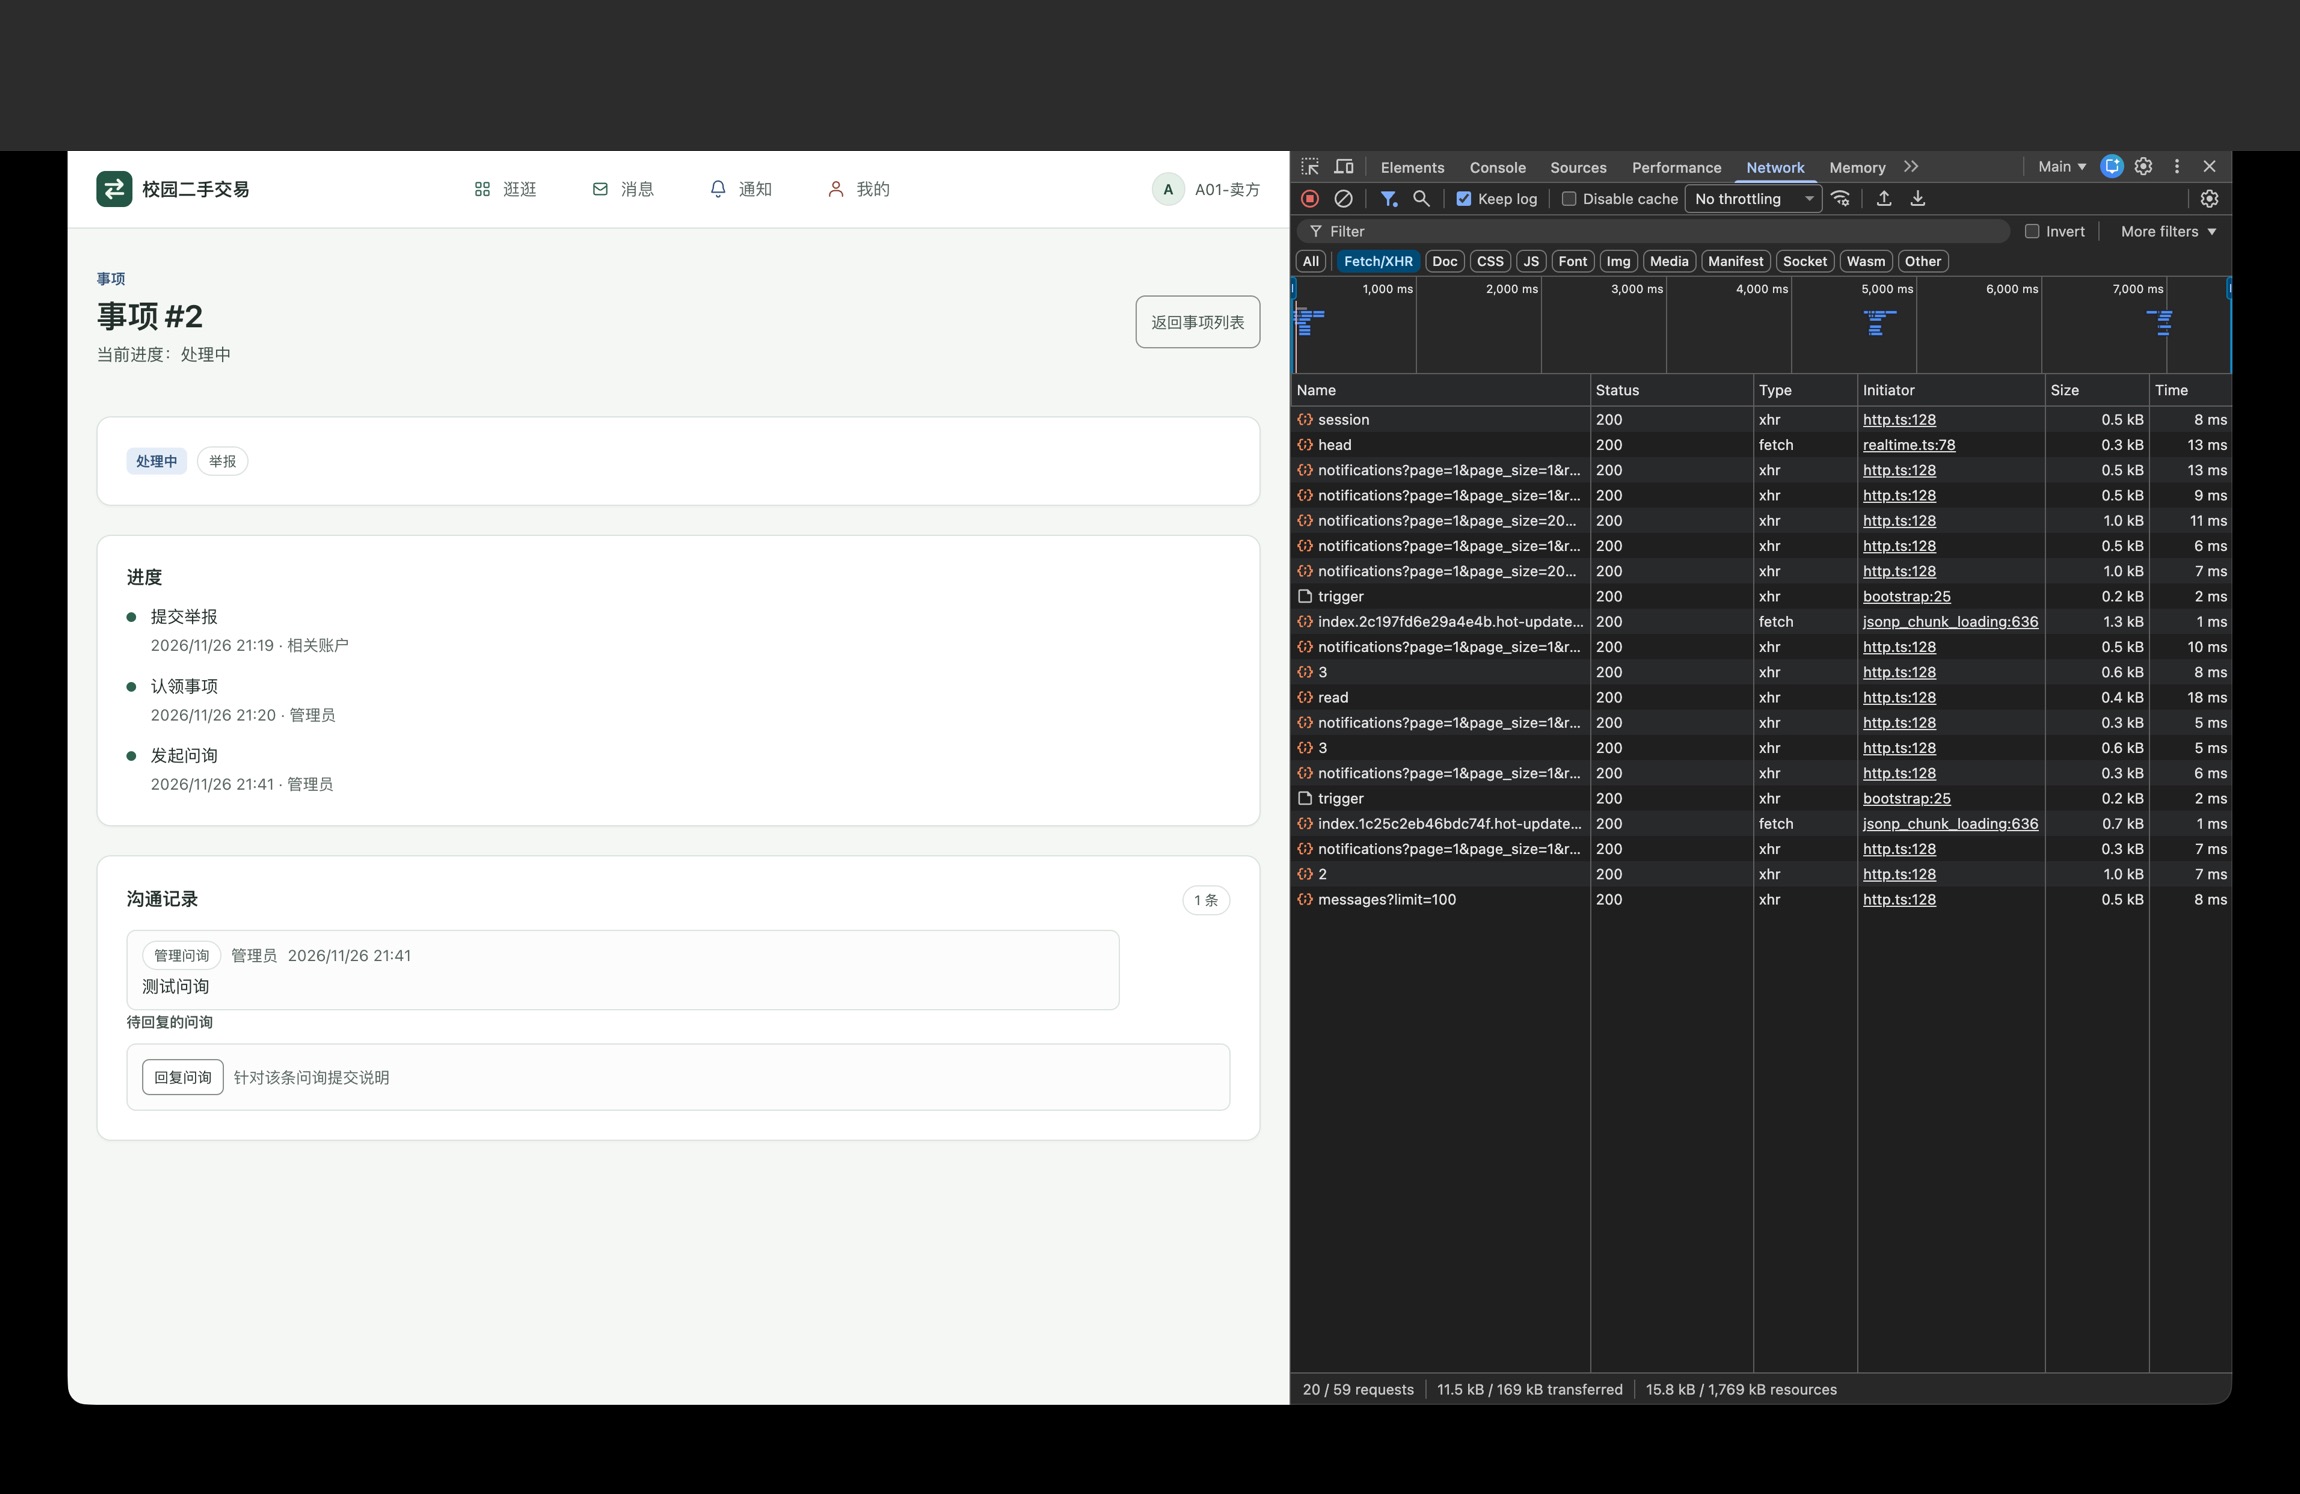 校园二手交易
逛逛
消息
通知
我的
A
A01-卖方
事项
事项 #2
当前进度：处理中
返回事项列表
处理中
举报
进度
提交举报
2026/11/26 21:19 · 相关账户
认领事项
2026/11/26 21:20 · 管理员
发起问询
2026/11/26 21:41 · 管理员
沟通记录
1 条
管理问询 管理员 2026/11/26 21:41
测试问询
待回复的问询
回复问询 针对该条问询提交说明
Elements Console Sources Performance Network Memory Main
Keep log Disable cache No throttling
Filter Invert More filters
All Fetch/XHR Doc CSS JS Font Img Media Manifest Socket Wasm Other
1,000 ms 2,000 ms 3,000 ms 4,000 ms 5,000 ms 6,000 ms 7,000 ms
Name Status Type Initiator Size Time
session 200 xhr http.ts:128 0.5 kB 8 ms
head 200 fetch realtime.ts:78 0.3 kB 13 ms
notifications?page=1&page_size=1&r... 200 xhr http.ts:128 0.5 kB 13 ms
notifications?page=1&page_size=1&r... 200 xhr http.ts:128 0.5 kB 9 ms
notifications?page=1&page_size=20... 200 xhr http.ts:128 1.0 kB 11 ms
notifications?page=1&page_size=1&r... 200 xhr http.ts:128 0.5 kB 6 ms
notifications?page=1&page_size=20... 200 xhr http.ts:128 1.0 kB 7 ms
trigger 200 xhr bootstrap:25 0.2 kB 2 ms
index.2c197fd6e29a4e4b.hot-update... 200 fetch jsonp_chunk_loading:636 1.3 kB 1 ms
notifications?page=1&page_size=1&r... 200 xhr http.ts:128 0.5 kB 10 ms
3 200 xhr http.ts:128 0.6 kB 8 ms
read 200 xhr http.ts:128 0.4 kB 18 ms
notifications?page=1&page_size=1&r... 200 xhr http.ts:128 0.3 kB 5 ms
3 200 xhr http.ts:128 0.6 kB 5 ms
notifications?page=1&page_size=1&r... 200 xhr http.ts:128 0.3 kB 6 ms
trigger 200 xhr bootstrap:25 0.2 kB 2 ms
index.1c25c2eb46bdc74f.hot-update... 200 fetch jsonp_chunk_loading:636 0.7 kB 1 ms
notifications?page=1&page_size=1&r... 200 xhr http.ts:128 0.3 kB 7 ms
2 200 xhr http.ts:128 1.0 kB 7 ms
messages?limit=100 200 xhr http.ts:128 0.5 kB 8 ms
20 / 59 requests 11.5 kB / 169 kB transferred 15.8 kB / 1,769 kB resources